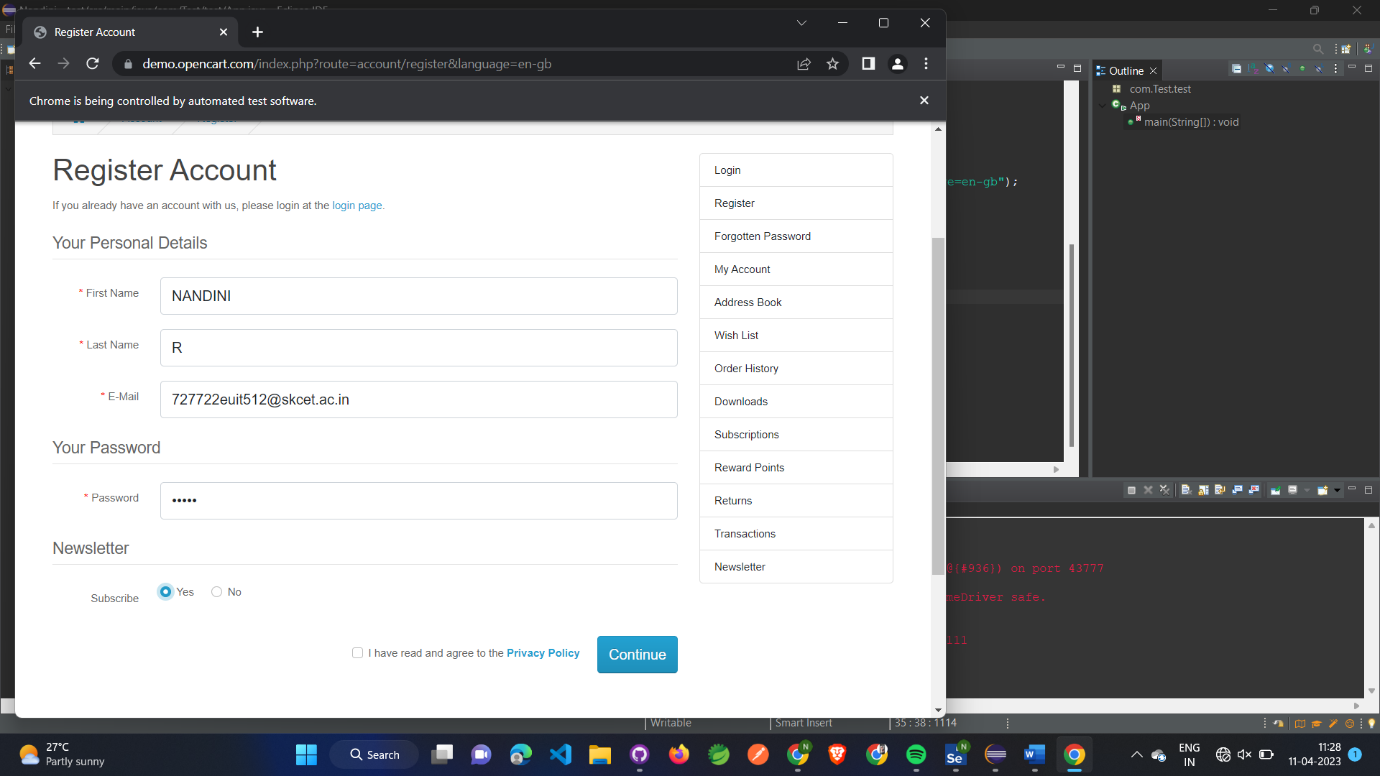 Register Account
demo.opencart.com/index.php?route=account/register&language=en-gb
Chrome is being controlled by automated test software.
Register Account
If you already have an account with us, please login at the login page.
Your Personal Details
* First Name
NANDINI
* Last Name
R
* E-Mail
727722euit512@skcet.ac.in
Your Password
* Password
•••••
Newsletter
Subscribe
Yes
No
I have read and agree to the Privacy Policy
Continue
Login
Register
Forgotten Password
My Account
Address Book
Wish List
Order History
Downloads
Subscriptions
Reward Points
Returns
Transactions
Newsletter
e=en-gb");
Outline
com.Test.test
App
main(String[]) : void
{#936}) on port 43777
meDriver safe.
Writable
Smart Insert
35 : 38 : 1114
27°C
Partly sunny
Search
ENG
IN
11:28
11-04-2023
1